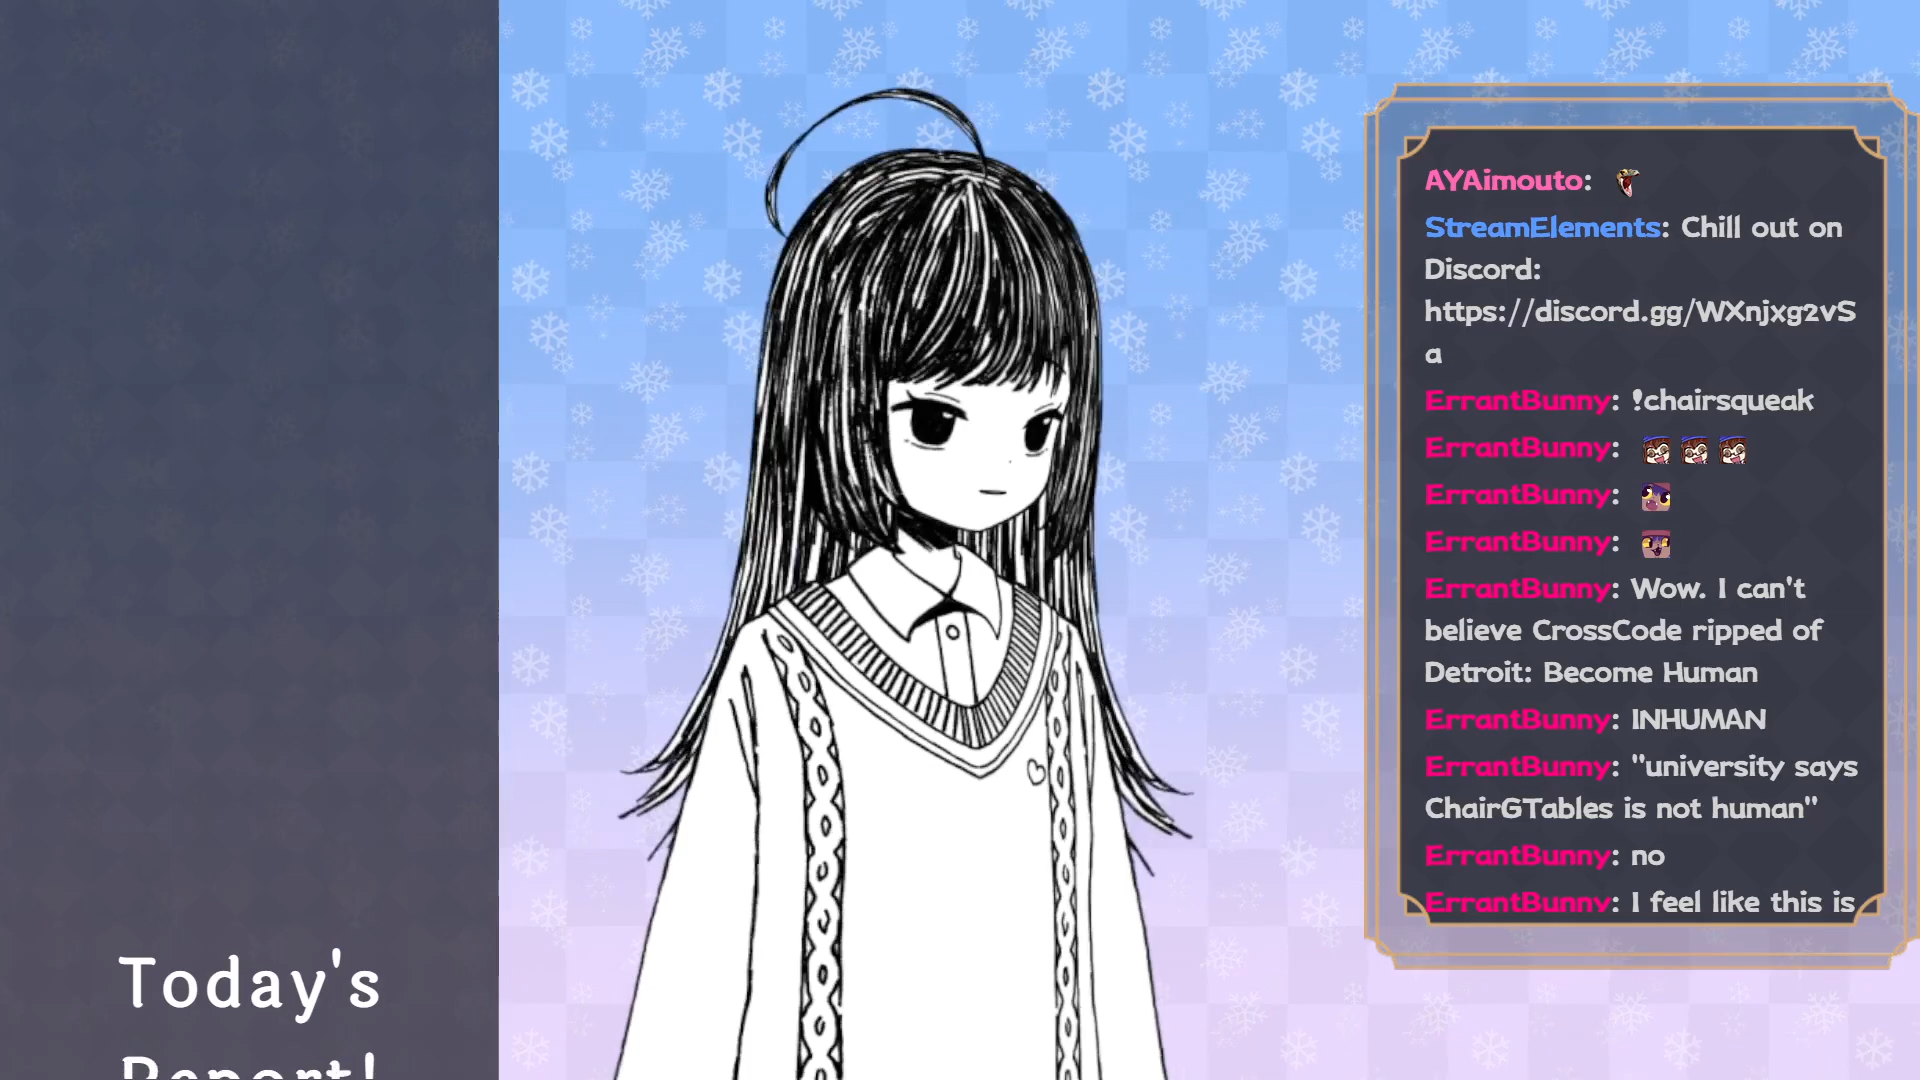 AYAimouto:
StreamElements: Chill out on
Discord:
https://discord.gg/WXnjxg2vS
a
ErrantBunny: !chairsqueak
ErrantBunny:
ErrantBunny:
ErrantBunny:
ErrantBunny: Wow. I can't
believe CrossCode ripped of
Detroit: Become Human
ErrantBunny: INHUMAN
ErrantBunny: "university says
ChairGTables is not human"
ErrantBunny: no
ErrantBunny: I feel like this is
Today's
Report!